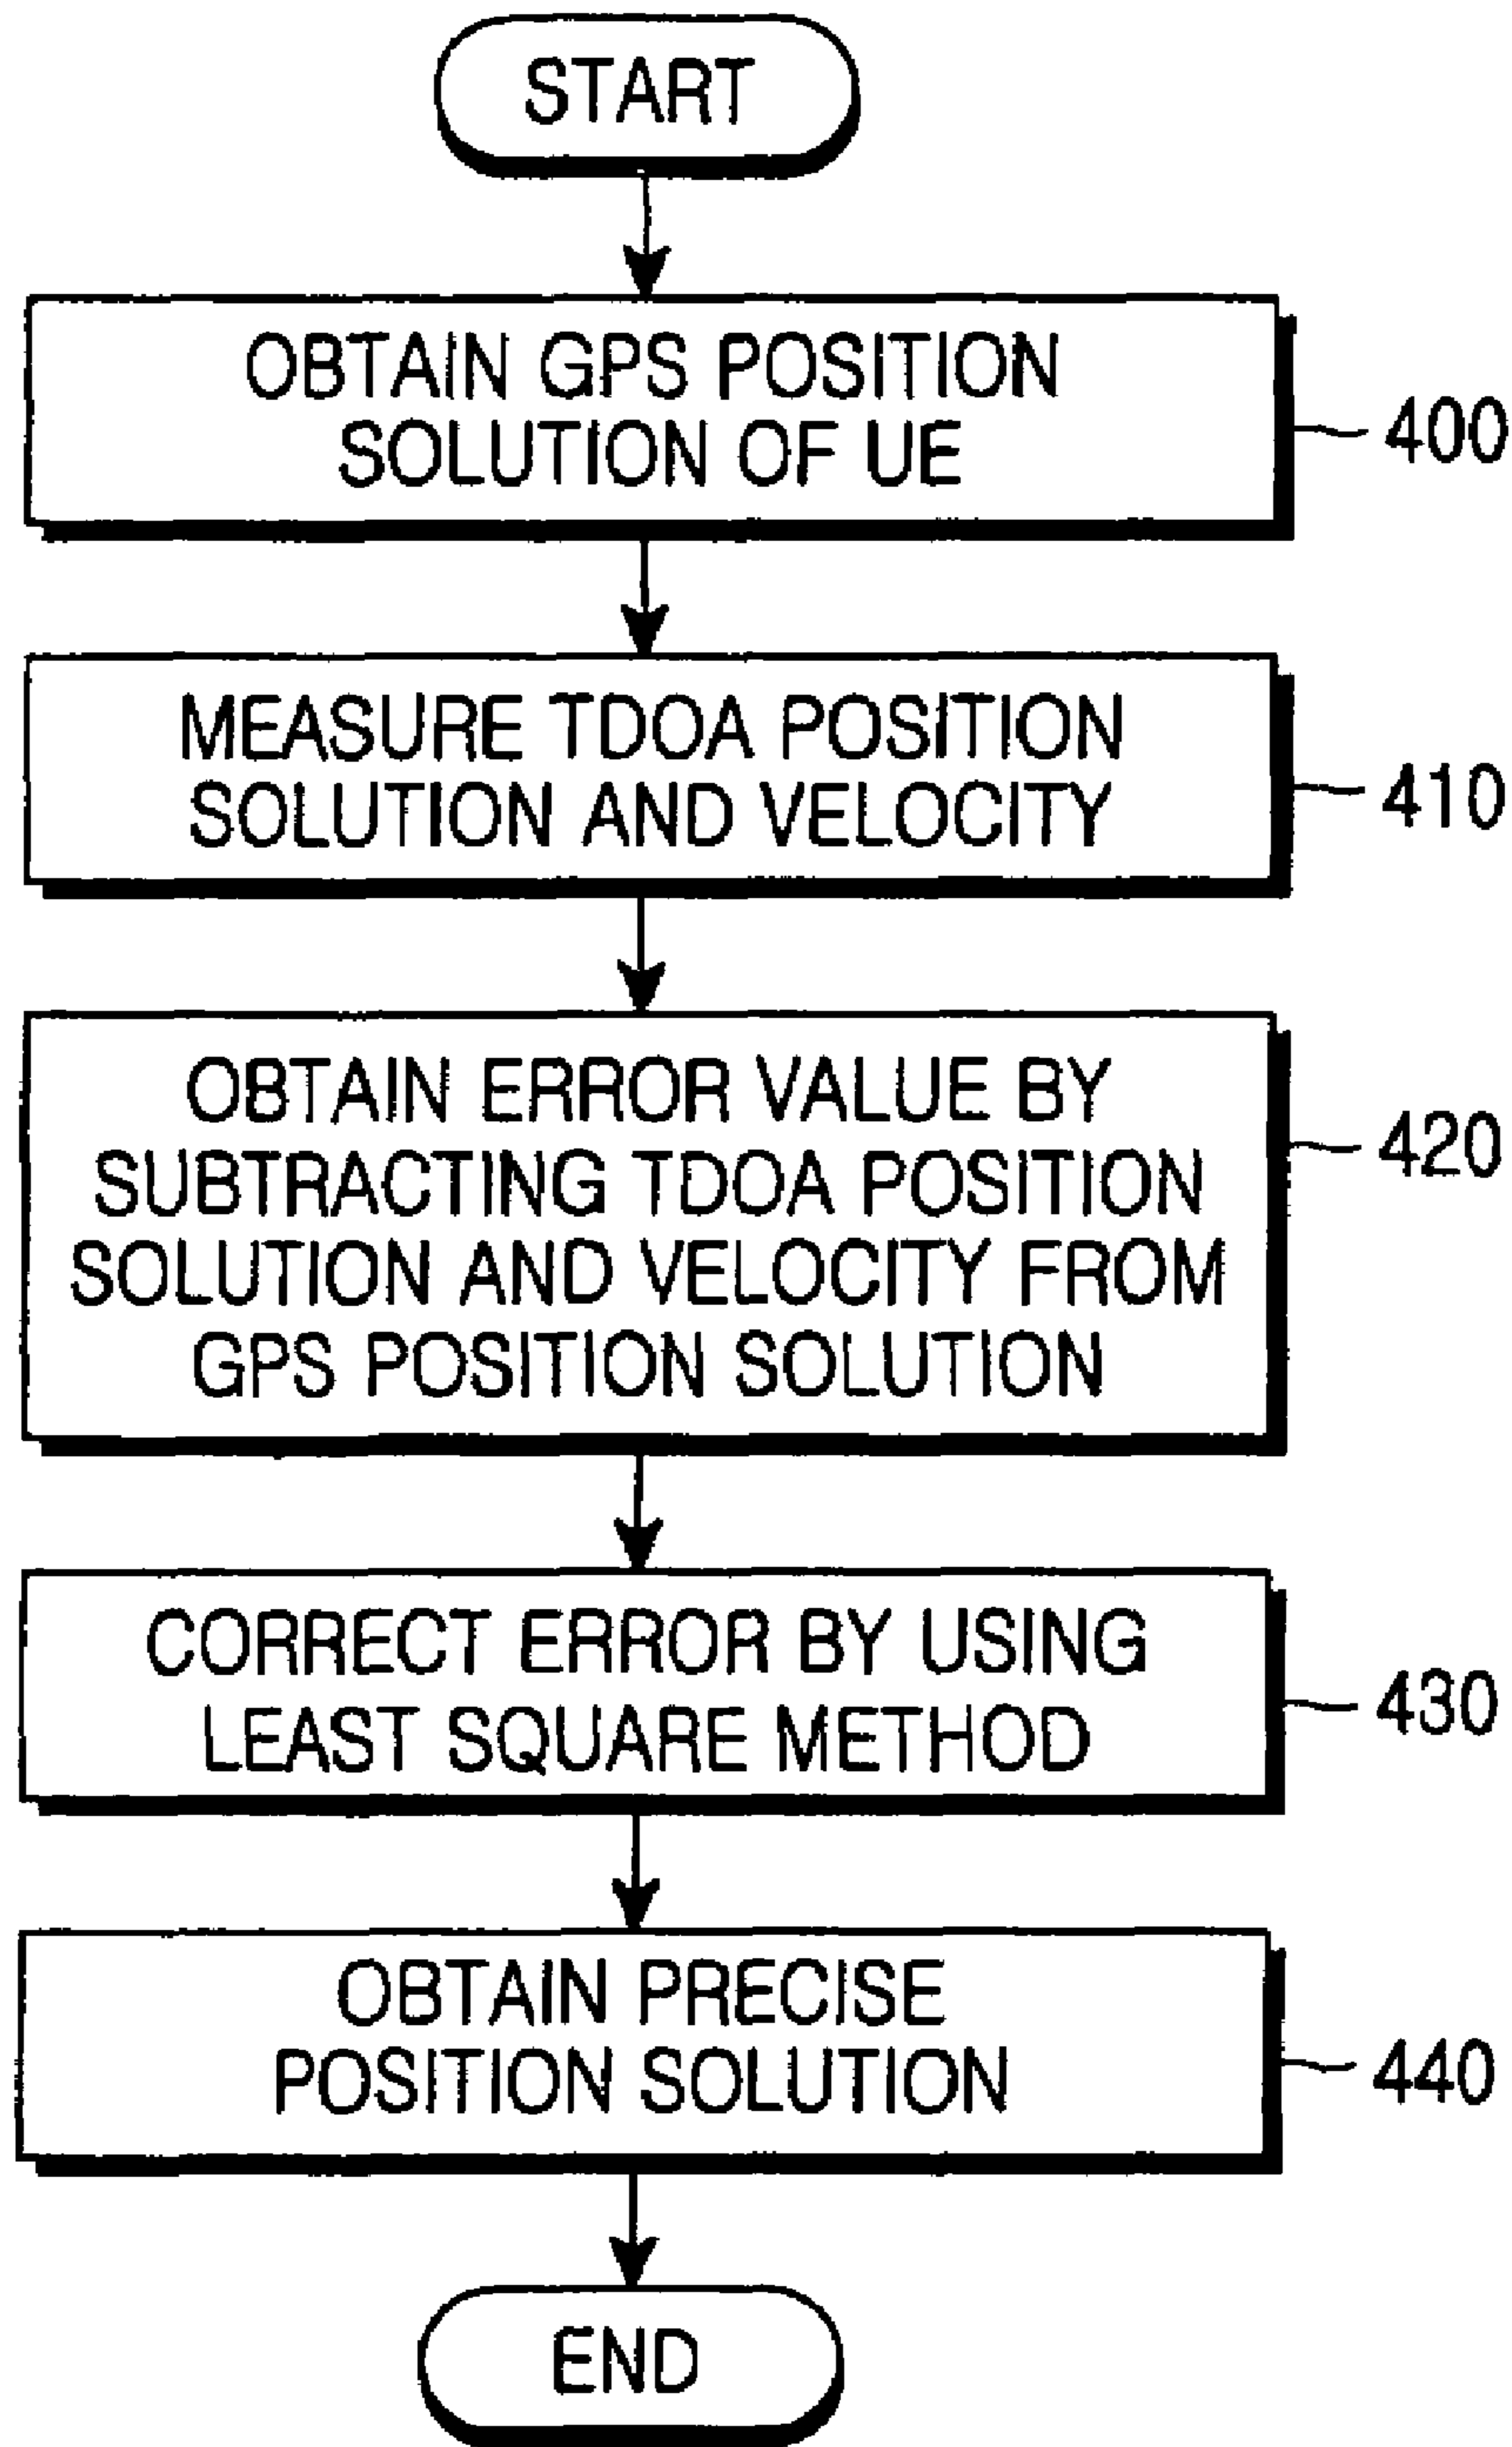 START
OBTAIN GPS POSITION
SOLUTION OF UE
400
MEASURE TDOA POSITION
SOLUTION AND VELOCITY
410
OBTAIN ERROR VALUE BY
SUBTRACTING TDOA POSITION
SOLUTION AND VELOCITY FROM
GPS POSITION SOLUTION
420
CORRECT ERROR BY USING
LEAST SQUARE METHOD
430
OBTAIN PRECISE
POSITION SOLUTION
440
END